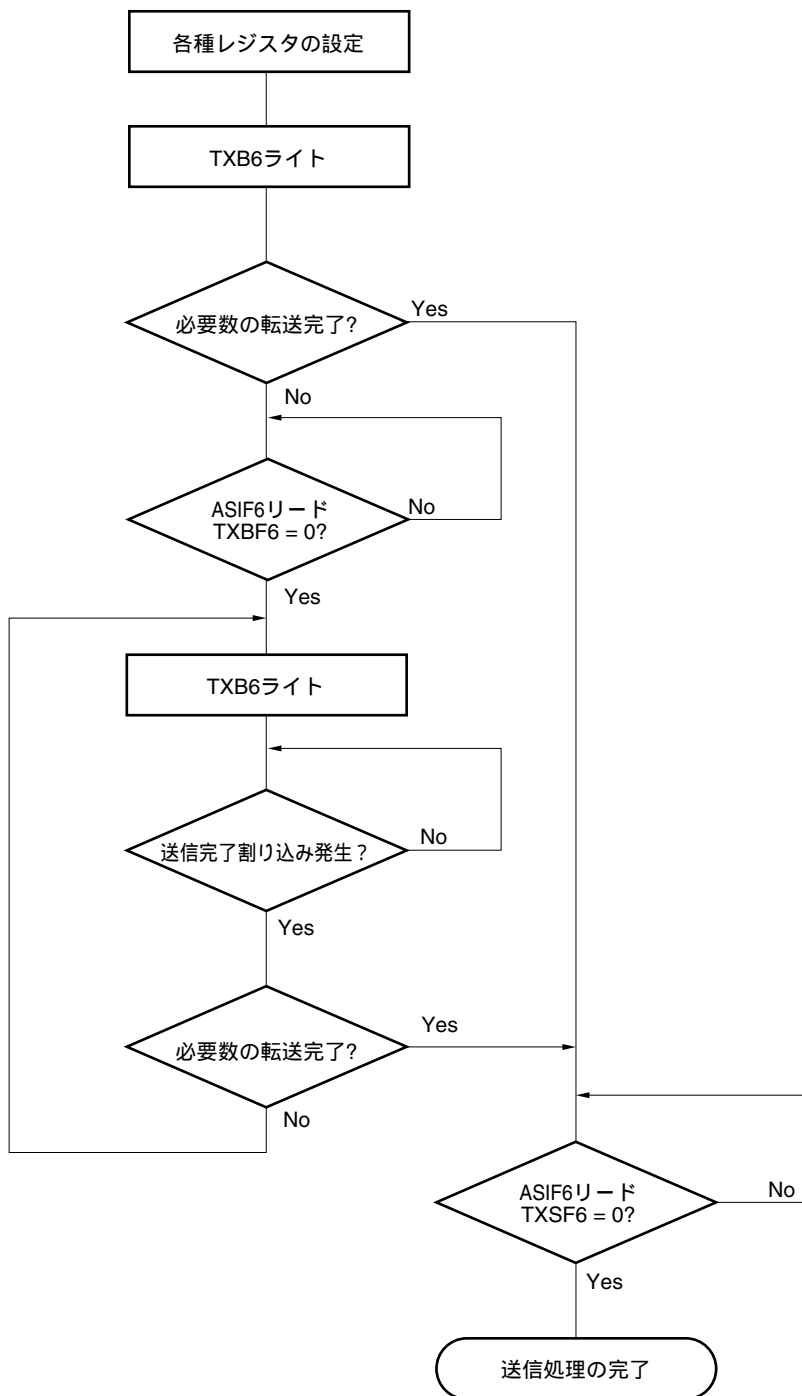 各種レジスタの設定
TXB6ライト
必要数の転送完了?
Yes
No
ASIF6リード
TXBF6 = 0?
No
Yes
TXB6ライト
送信完了割り込み発生？
No
Yes
必要数の転送完了?
Yes
No
ASIF6リード
TXSF6 = 0?
No
Yes
送信処理の完了